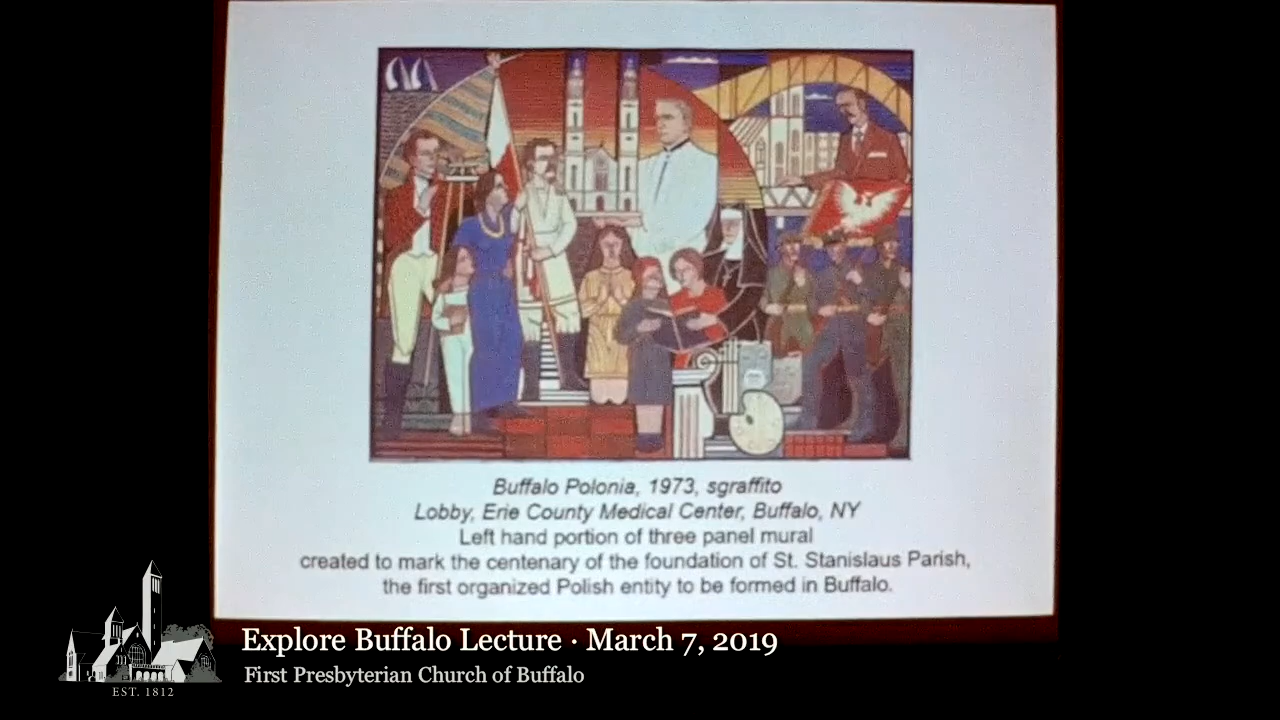 Buffalo Polonia, 1973, sgraffito
Lobby, Erie County Medical Center, Buffalo, NY
Left hand portion of three panel mural
created to mark the centenary of the foundation of St. Stanislaus Parish,
the first organized Polish entity to be formed in Buffalo.
Explore Buffalo Lecture · March 7, 2019
First Presbyterian Church of Buffalo
EST. 1812